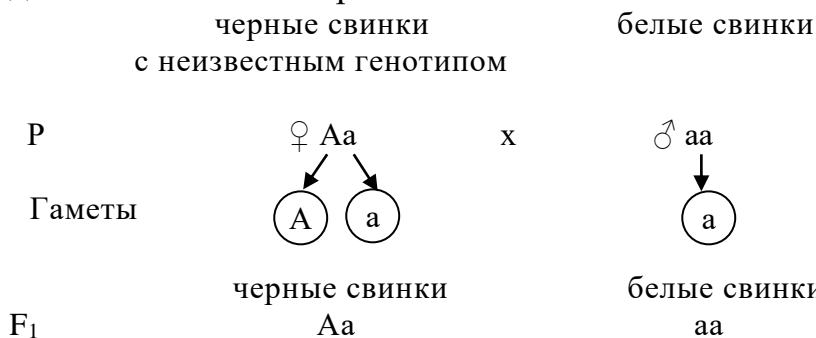 черные свинки белые свинки
с неизвестным генотипом
P ♀ Aa x ♂ aa
Гаметы A a a
черные свинки белые свинки
F₁ Aa aa